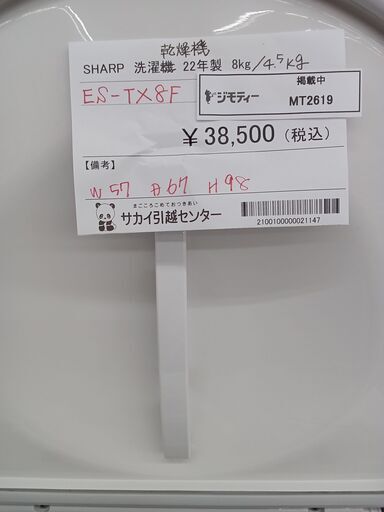 乾燥機
SHARP 洗濯機 22年製 8kg/4.5kg
ES-TX8F
掲載中
ジモティー MT2619
¥38,500(税込)
【備考】
W57 D67 H98
まごころこめておつきあい
サカイ引越センター
2100100000021147